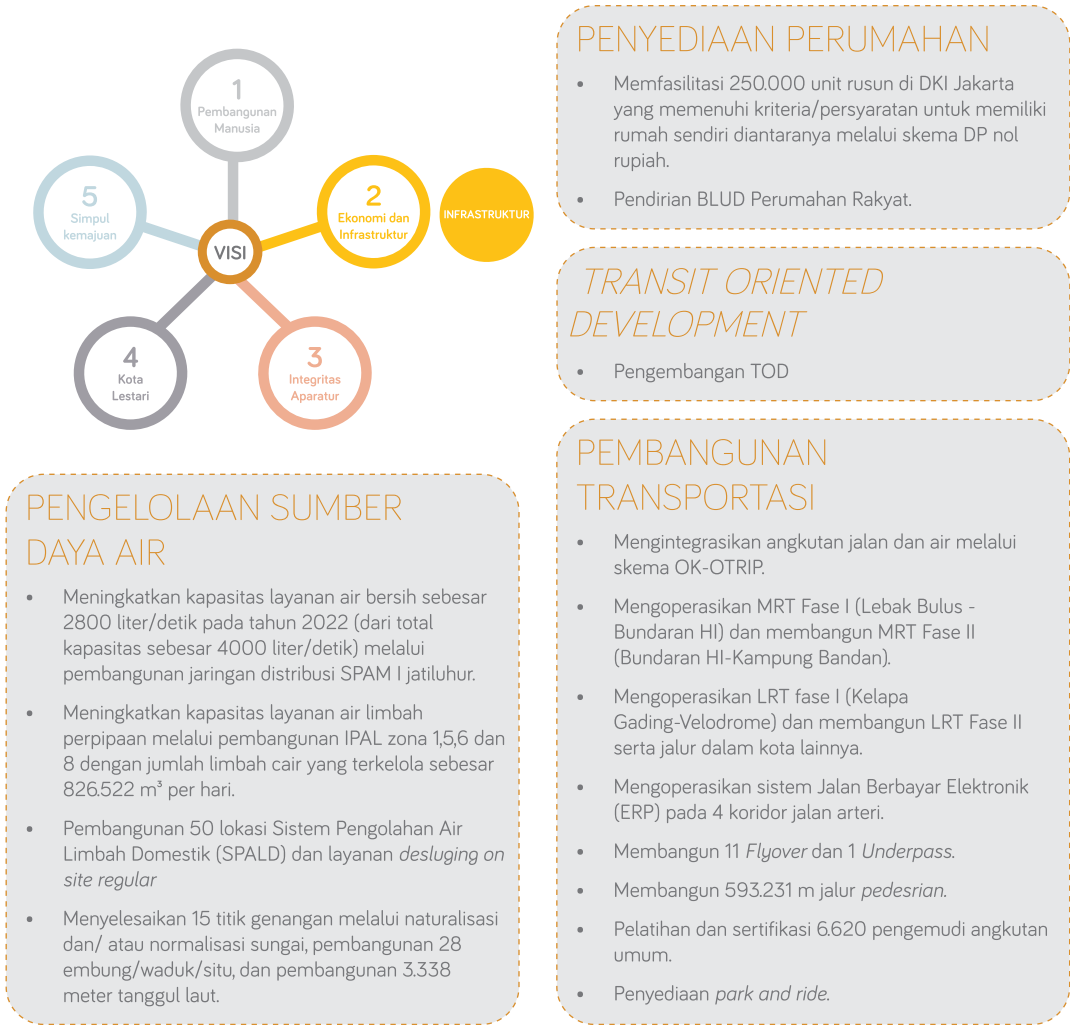 1
Pembangunan
Manusia
5
Simpul
kemajuan
2
Ekonomi dan
Infrastruktur
INFRASTRUKTUR
VISI
4
Kota
Lestari
3
Integritas
Aparatur
PENGELOLAAN SUMBER
DAYA AIR
• Meningkatkan kapasitas layanan air bersih sebesar
2800 liter/detik pada tahun 2022 (dari total
kapasitas sebesar 4000 liter/detik) melalui
pembangunan jaringan distribusi SPAM I jatiluhur.
• Meningkatkan kapasitas layanan air limbah
perpipaan melalui pembangunan IPAL zona 1,5,6 dan
8 dengan jumlah limbah cair yang terkelola sebesar
826.522 m³ per hari.
• Pembangunan 50 lokasi Sistem Pengolahan Air
Limbah Domestik (SPALD) dan layanan desluging on
site regular
• Menyelesaikan 15 titik genangan melalui naturalisasi
dan/ atau normalisasi sungai, pembangunan 28
embung/waduk/situ, dan pembangunan 3.338
meter tanggul laut.
PENYEDIAAN PERUMAHAN
• Memfasilitasi 250.000 unit rusun di DKI Jakarta
yang memenuhi kriteria/persyaratan untuk memiliki
rumah sendiri diantaranya melalui skema DP nol
rupiah.
• Pendirian BLUD Perumahan Rakyat.
TRANSIT ORIENTED
DEVELOPMENT
• Pengembangan TOD
PEMBANGUNAN
TRANSPORTASI
• Mengintegrasikan angkutan jalan dan air melalui
skema OK-OTRIP.
• Mengoperasikan MRT Fase I (Lebak Bulus -
Bundaran HI) dan membangun MRT Fase II
(Bundaran HI-Kampung Bandan).
• Mengoperasikan LRT fase I (Kelapa
Gading-Velodrome) dan membangun LRT Fase II
serta jalur dalam kota lainnya.
• Mengoperasikan sistem Jalan Berbayar Elektronik
(ERP) pada 4 koridor jalan arteri.
• Membangun 11 Flyover dan 1 Underpass.
• Membangun 593.231 m jalur pedesrian.
• Pelatihan dan sertifikasi 6.620 pengemudi angkutan
umum.
• Penyediaan park and ride.